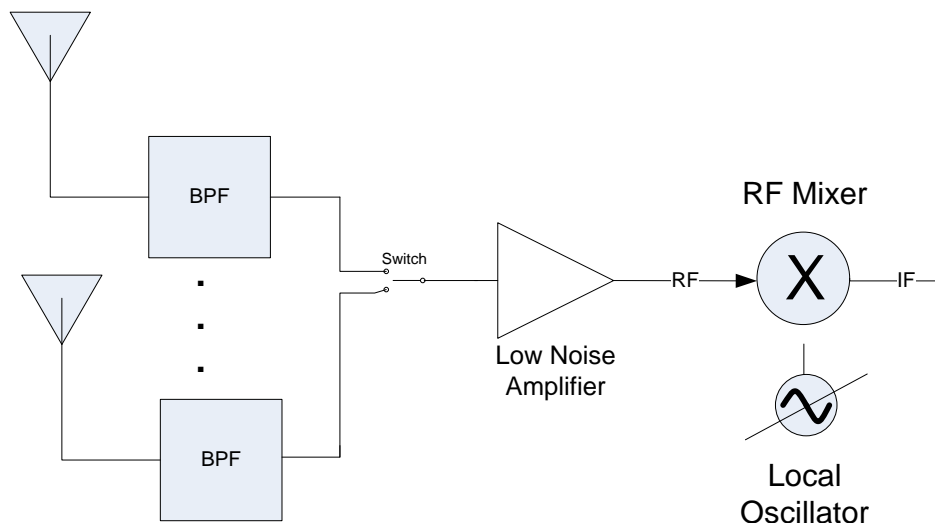 BPF
RF Mixer
Switch
RF
X
IF
Low Noise
Amplifier
BPF
Local
Oscillator